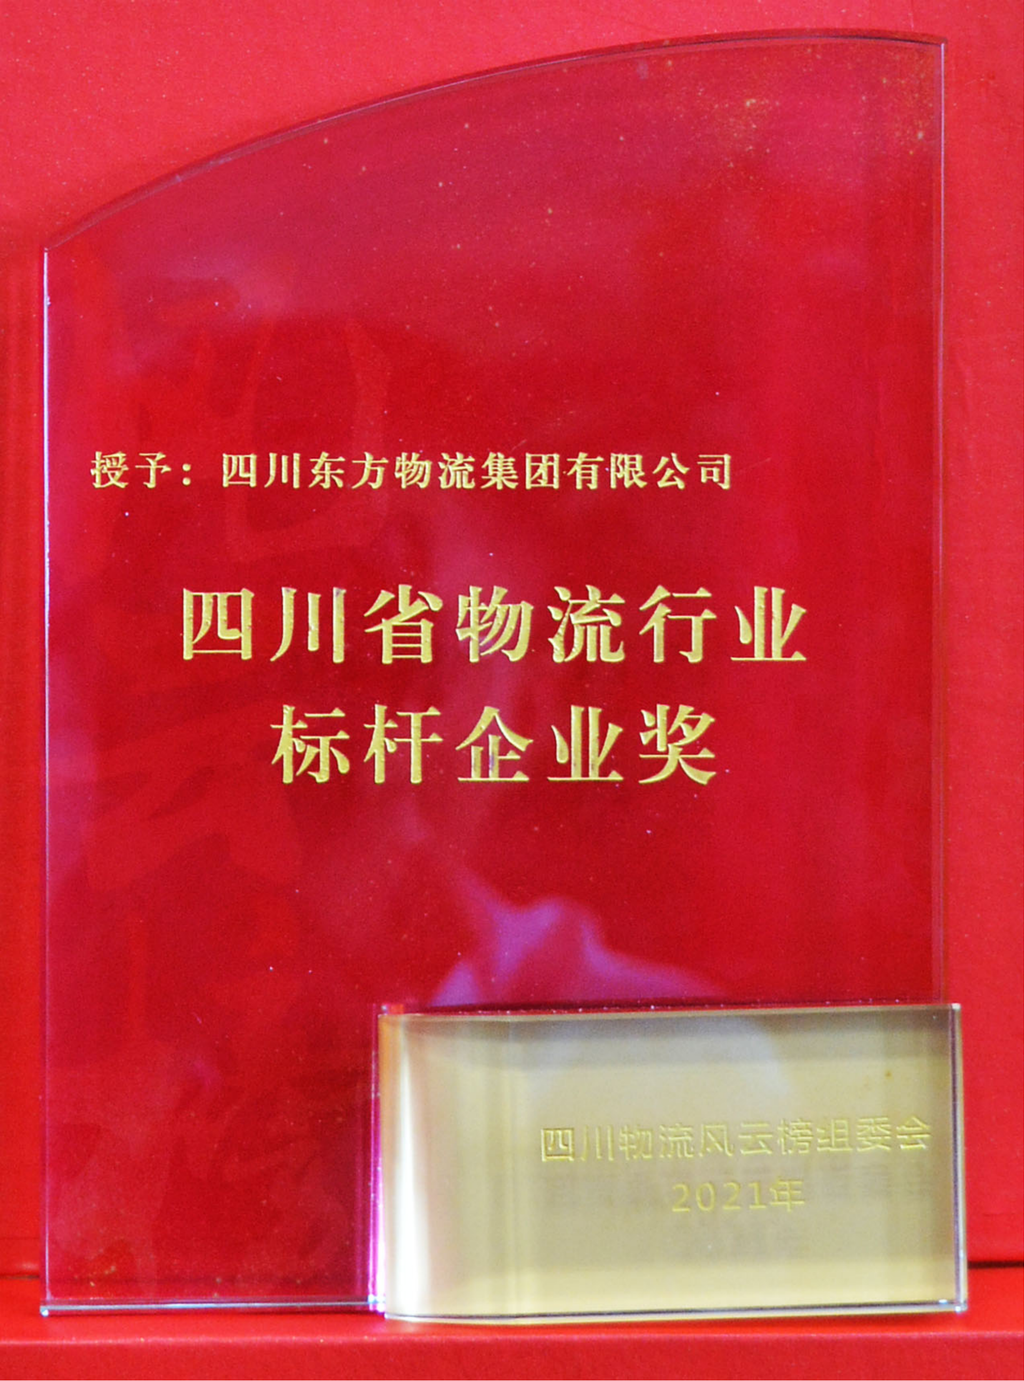 授予：四川东方物流集团有限公司
四川省物流行业
标杆企业奖
四川物流风云榜组委会
2021年